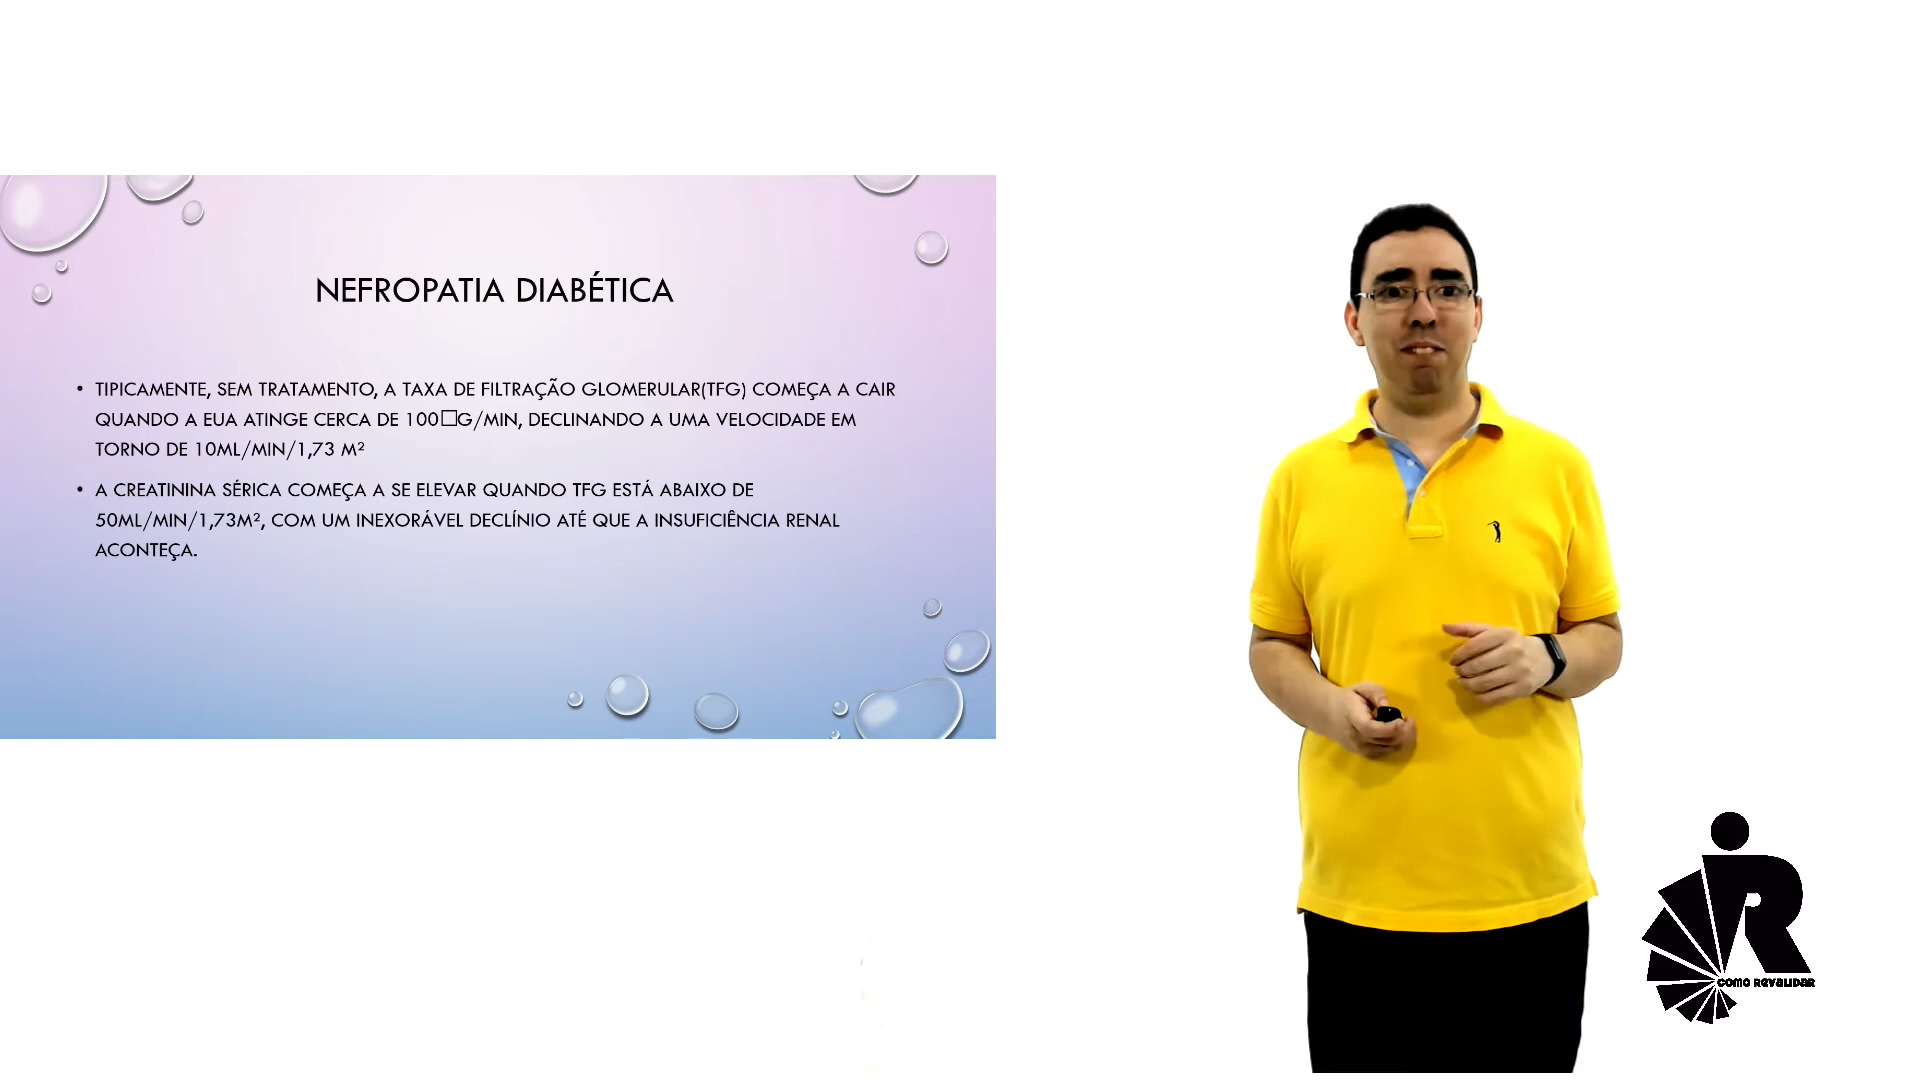 NEFROPATIA DIABÉTICA
• TIPICAMENTE, SEM TRATAMENTO, A TAXA DE FILTRAÇÃO GLOMERULAR(TFG) COMEÇA A CAIR
QUANDO A EUA ATINGE CERCA DE 100□G/MIN, DECLINANDO A UMA VELOCIDADE EM
TORNO DE 10ML/MIN/1,73 M²
• A CREATININA SÉRICA COMEÇA A SE ELEVAR QUANDO TFG ESTÁ ABAIXO DE
50ML/MIN/1,73M², COM UM INEXORÁVEL DECLÍNIO ATÉ QUE A INSUFICIÊNCIA RENAL
ACONTEÇA.
R
COMO REVALIDAR